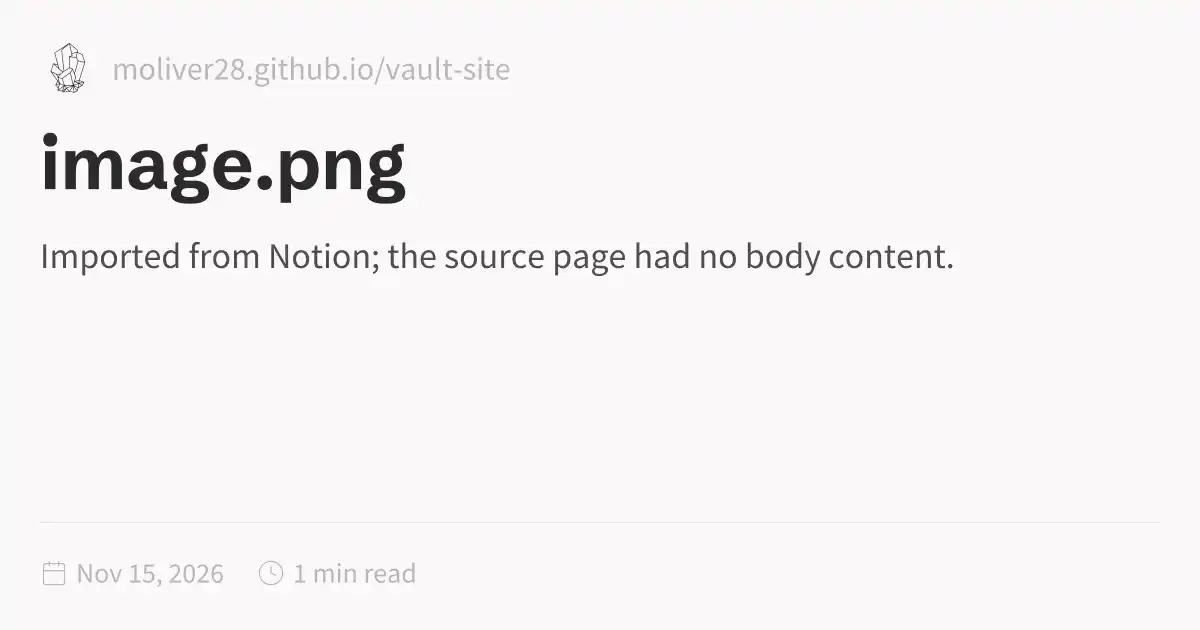 moliver28.github.io/vault-site
image.png
Imported from Notion; the source page had no body content.
Nov 15, 2026
1 min read